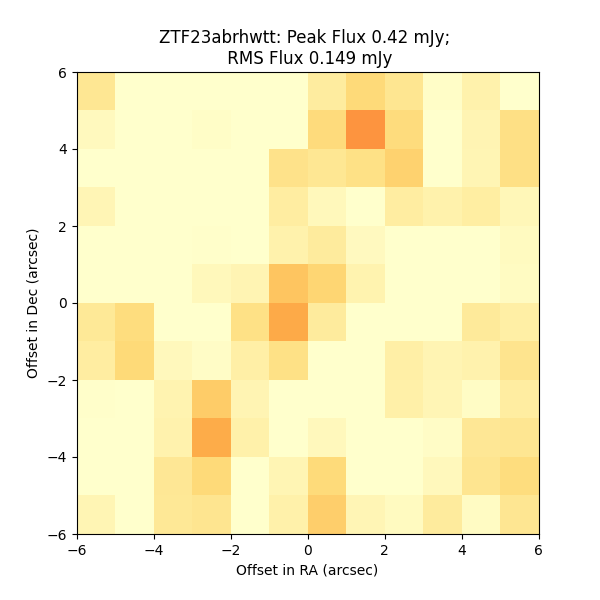 ZTF23abrhwtt: Peak Flux 0.42 mJy;
RMS Flux 0.149 mJy
6
4
2
0
−2
−4
−6
Offset in Dec (arcsec)
−6 −4 −2 0 2 4 6
Offset in RA (arcsec)